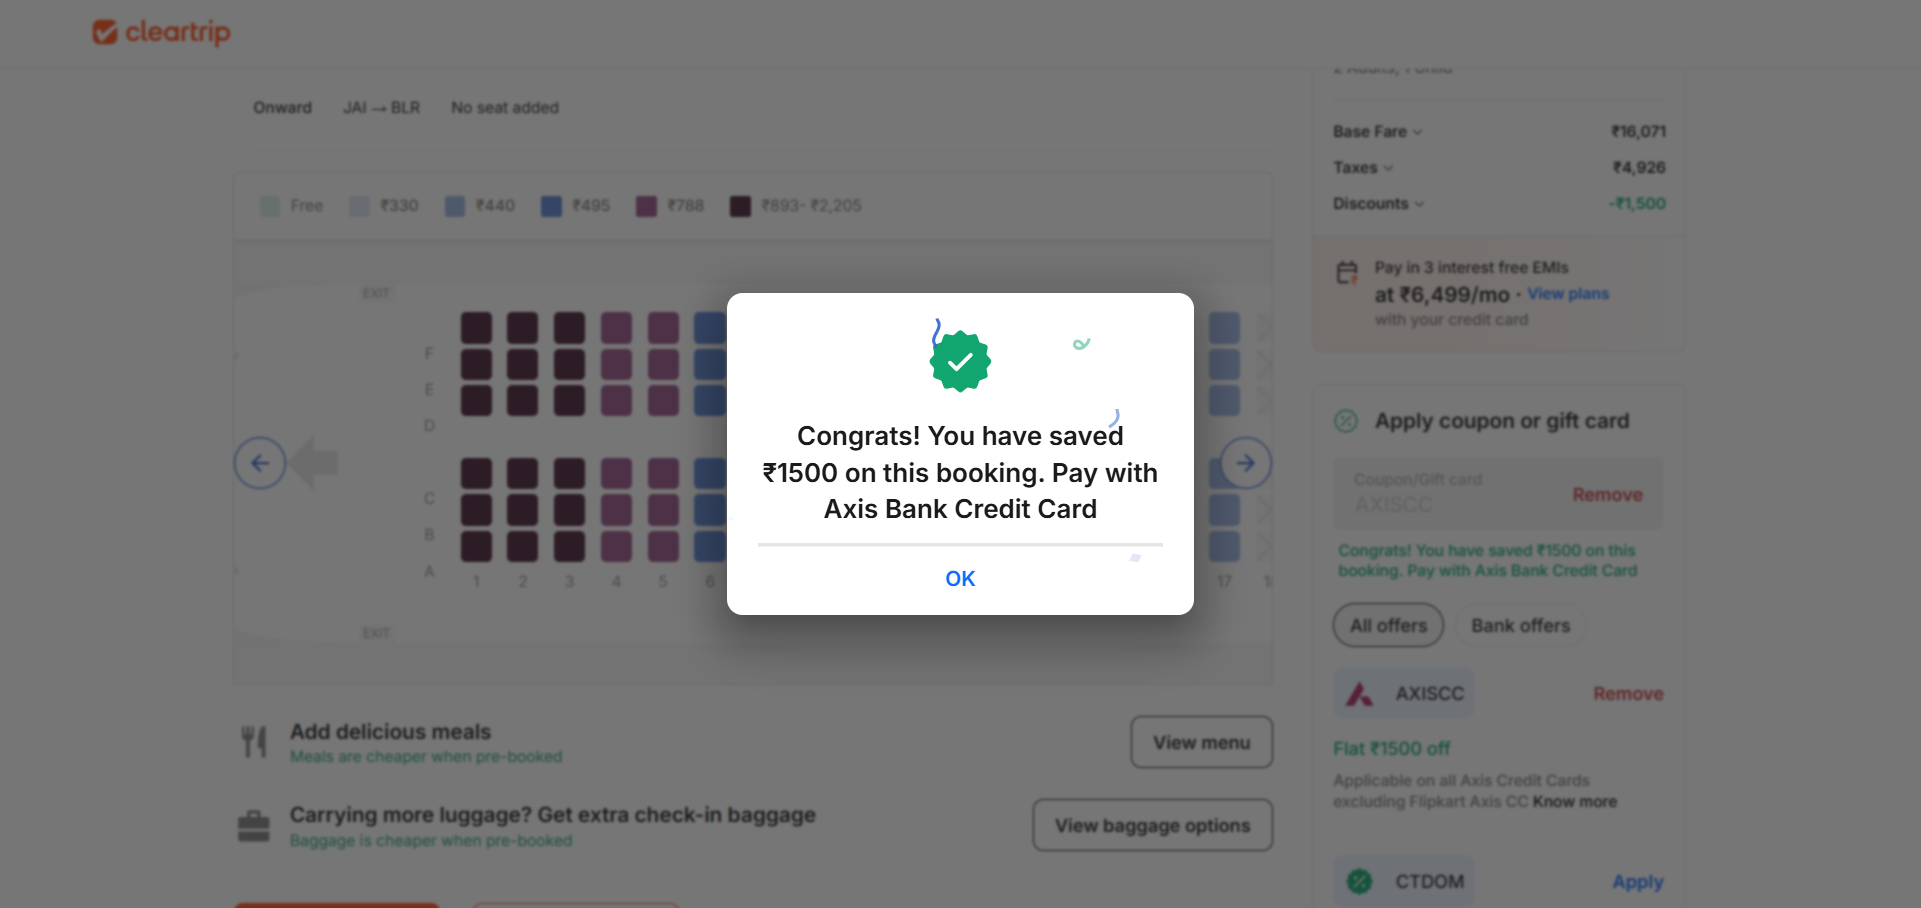 cleartrip
Onward JAI → BLR No seat added
Free ₹330 ₹440 ₹495 ₹788 ₹893- ₹2,205
EXIT
F
E
D
C
B
A
1 2 3 4 5 6 17
EXIT
Add delicious meals
Meals are cheaper when pre-booked
View menu
Carrying more luggage? Get extra check-in baggage
Baggage is cheaper when pre-booked
View baggage options
Congrats! You have saved
₹1500 on this booking. Pay with
Axis Bank Credit Card
OK
2 Adults, 1 Child
Base Fare ₹16,071
Taxes ₹4,926
Discounts -₹1,500
Pay in 3 interest free EMIs
at ₹6,499/mo · View plans
with your credit card
Apply coupon or gift card
Coupon/Gift card
AXISCC
Remove
Congrats! You have saved ₹1500 on this
booking. Pay with Axis Bank Credit Card
All offers Bank offers
AXISCC Remove
Flat ₹1500 off
Applicable on all Axis Credit Cards
excluding Flipkart Axis CC Know more
CTDOM Apply